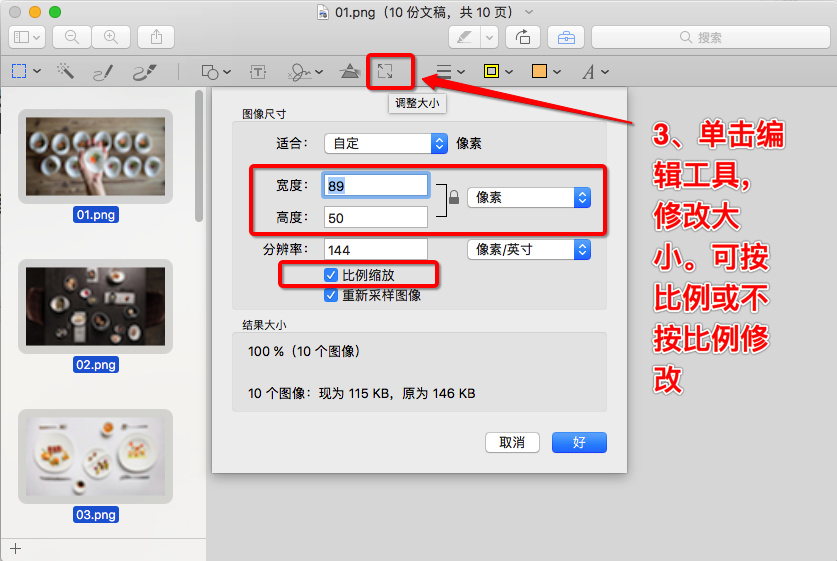 01.png（10 份文稿，共 10 页）
搜索
调整大小
图像尺寸
适合： 自定 像素
宽度： 89
像素
高度： 50
分辨率： 144 像素/英寸
比例缩放
重新采样图像
结果大小
100 %（10 个图像）
10 个图像：现为 115 KB，原为 146 KB
取消 好
01.png
02.png
03.png
3、单击编
辑工具，
修改大
小。可按
比例或不
按比例修
改